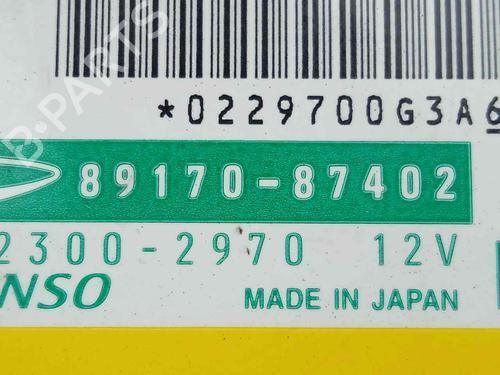 *0229700G3A6
89170-87402
2300-2970 12V
NSO MADE IN JAPAN